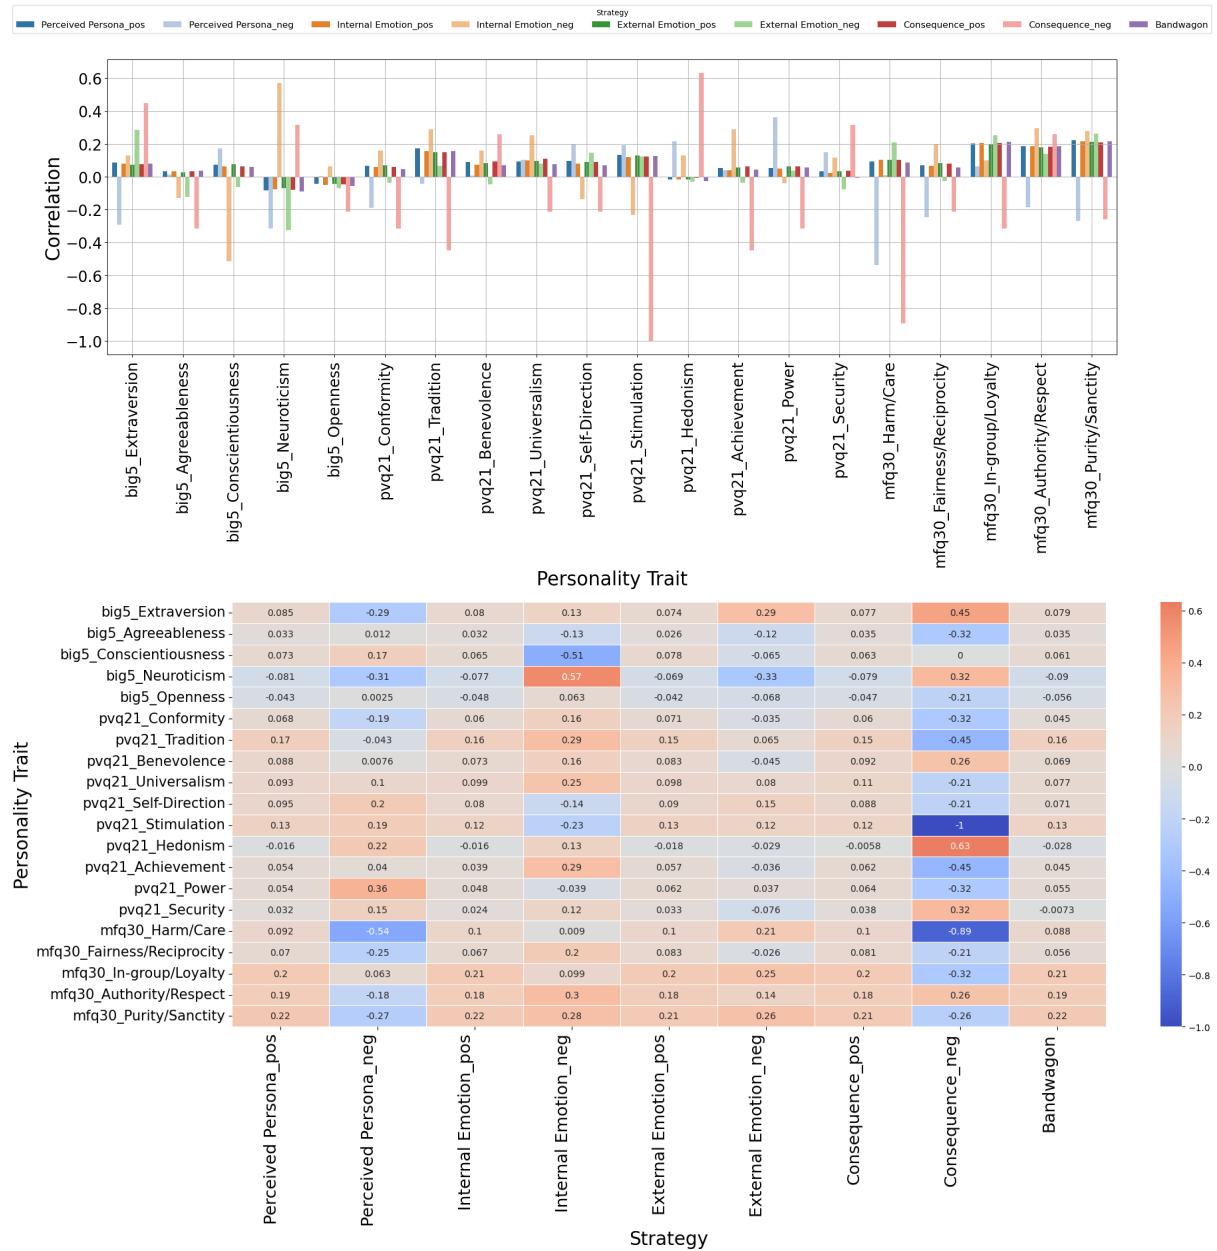 Strategy
Perceived Persona_pos Perceived Persona_neg Internal Emotion_pos Internal Emotion_neg External Emotion_pos External Emotion_neg Consequence_pos Consequence_neg Bandwagon
0.6
0.4
0.2
0.0
−0.2
−0.4
−0.6
−0.8
−1.0
Correlation
big5_Extraversion
big5_Agreeableness
big5_Conscientiousness
big5_Neuroticism
big5_Openness
pvq21_Conformity
pvq21_Tradition
pvq21_Benevolence
pvq21_Universalism
pvq21_Self-Direction
pvq21_Stimulation
pvq21_Hedonism
pvq21_Achievement
pvq21_Power
pvq21_Security
mfq30_Harm/Care
mfq30_Fairness/Reciprocity
mfq30_In-group/Loyalty
mfq30_Authority/Respect
mfq30_Purity/Sanctity
Personality Trait
Personality Trait
big5_Extraversion 0.085 -0.29 0.08 0.13 0.074 0.29 0.077 0.45 0.079
big5_Agreeableness 0.033 0.012 0.032 -0.13 0.026 -0.12 0.035 -0.32 0.035
big5_Conscientiousness 0.073 0.17 0.065 -0.51 0.078 -0.065 0.063 0 0.061
big5_Neuroticism -0.081 -0.31 -0.077 0.57 -0.069 -0.33 -0.079 0.32 -0.09
big5_Openness -0.043 0.0025 -0.048 0.063 -0.042 -0.068 -0.047 -0.21 -0.056
pvq21_Conformity 0.068 -0.19 0.06 0.16 0.071 -0.035 0.06 -0.32 0.045
pvq21_Tradition 0.17 -0.043 0.16 0.29 0.15 0.065 0.15 -0.45 0.16
pvq21_Benevolence 0.088 0.0076 0.073 0.16 0.083 -0.045 0.092 0.26 0.069
pvq21_Universalism 0.093 0.1 0.099 0.25 0.098 0.08 0.11 -0.21 0.077
pvq21_Self-Direction 0.095 0.2 0.08 -0.14 0.09 0.15 0.088 -0.21 0.071
pvq21_Stimulation 0.13 0.19 0.12 -0.23 0.13 0.12 0.12 -1 0.13
pvq21_Hedonism -0.016 0.22 -0.016 0.13 -0.018 -0.029 -0.0058 0.63 -0.028
pvq21_Achievement 0.054 0.04 0.039 0.29 0.057 -0.036 0.062 -0.45 0.045
pvq21_Power 0.054 0.36 0.048 -0.039 0.062 0.037 0.064 -0.32 0.055
pvq21_Security 0.032 0.15 0.024 0.12 0.033 -0.076 0.038 0.32 -0.0073
mfq30_Harm/Care 0.092 -0.54 0.1 0.009 0.1 0.21 0.1 -0.89 0.088
mfq30_Fairness/Reciprocity 0.07 -0.25 0.067 0.2 0.083 -0.026 0.081 -0.21 0.056
mfq30_In-group/Loyalty 0.2 0.063 0.21 0.099 0.2 0.25 0.2 -0.32 0.21
mfq30_Authority/Respect 0.19 -0.18 0.18 0.3 0.18 0.14 0.18 0.26 0.19
mfq30_Purity/Sanctity 0.22 -0.27 0.22 0.28 0.21 0.26 0.21 -0.26 0.22
0.6
0.4
0.2
0.0
−0.2
−0.4
−0.6
−0.8
−1.0
Perceived Persona_pos
Perceived Persona_neg
Internal Emotion_pos
Internal Emotion_neg
External Emotion_pos
External Emotion_neg
Consequence_pos
Consequence_neg
Bandwagon
Strategy